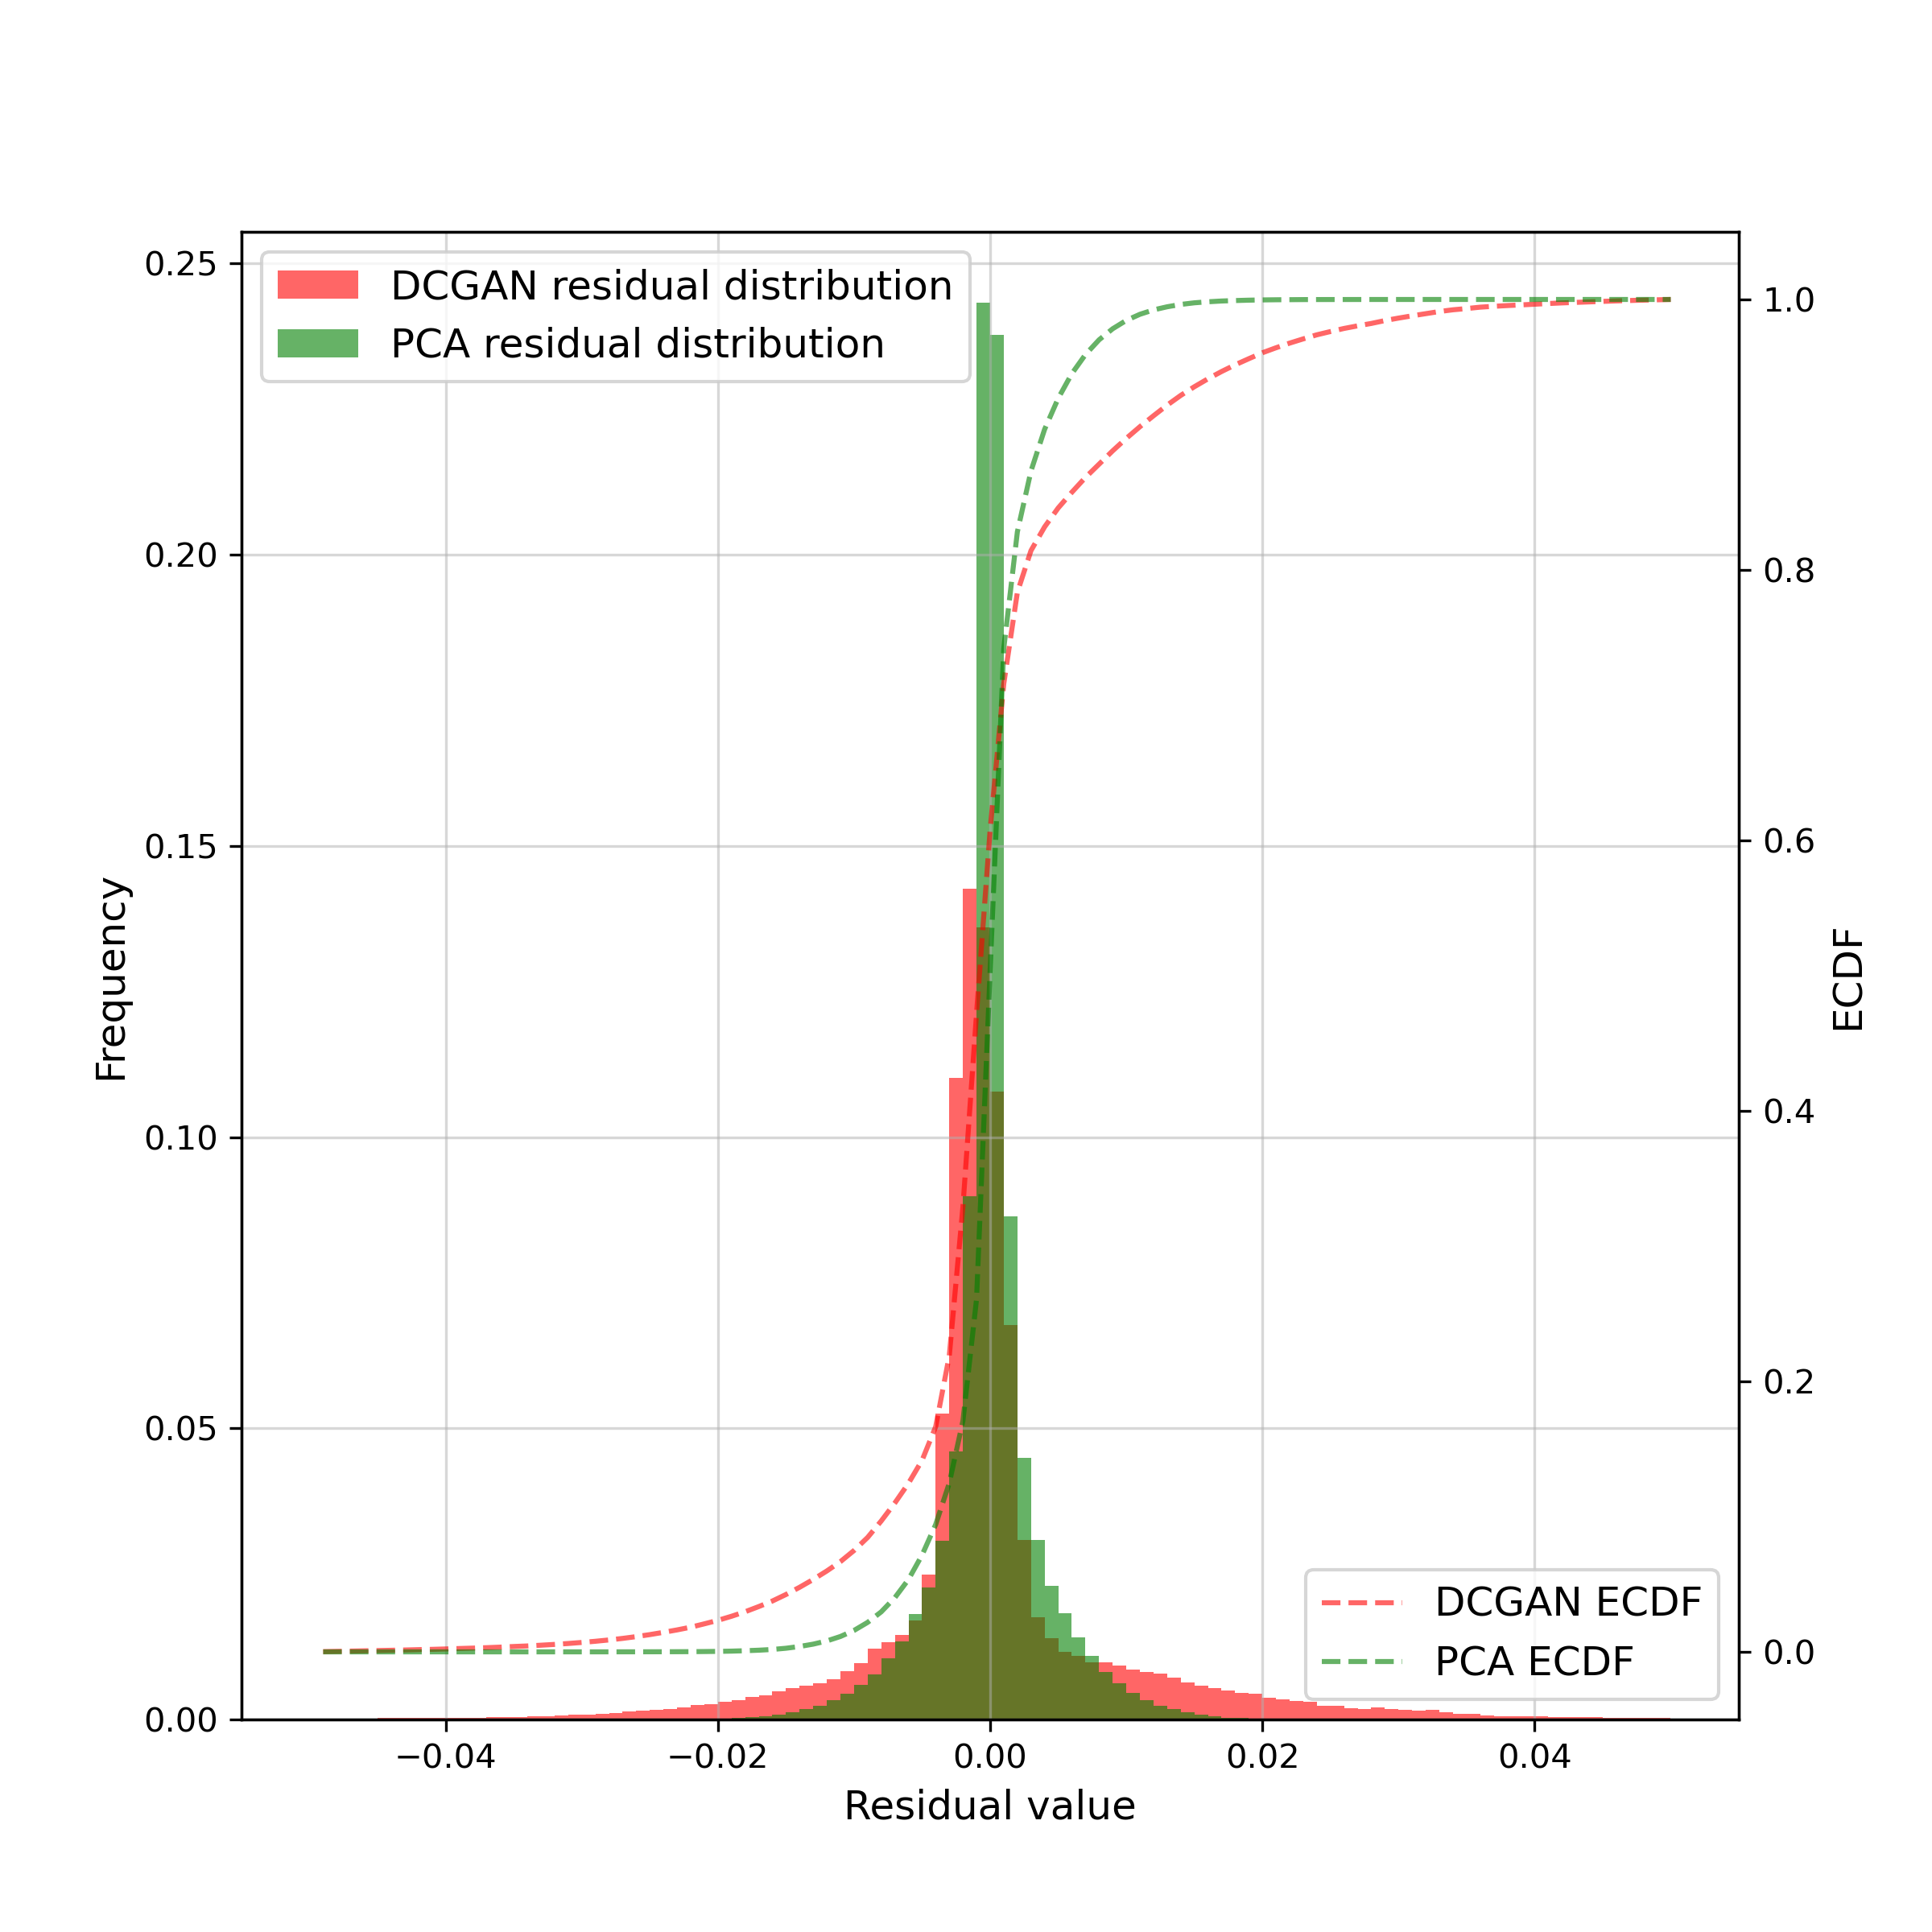 DCGAN residual distribution
PCA residual distribution
0.25
0.20
0.15
0.10
0.05
0.00
Frequency
1.0
0.8
0.6
0.4
0.2
0.0
ECDF
DCGAN ECDF
PCA ECDF
−0.04
−0.02
0.00
0.02
0.04
Residual value